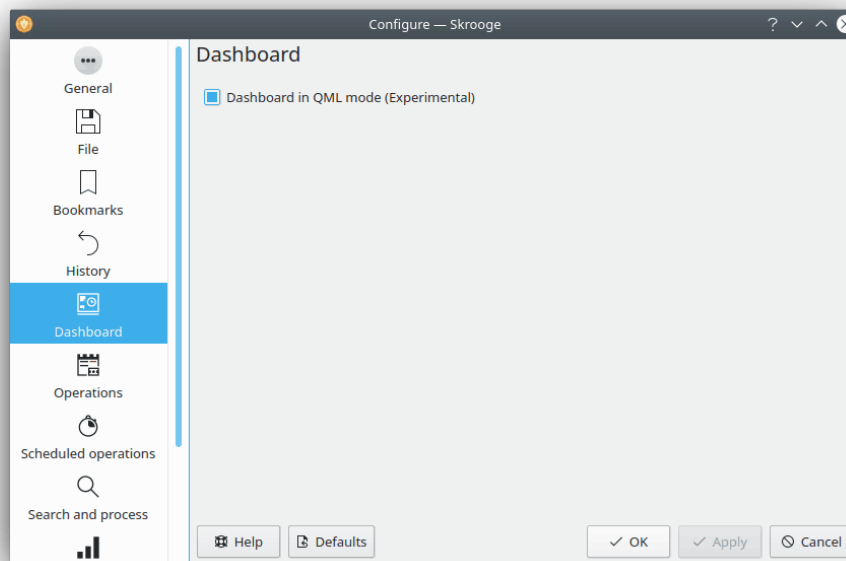 Configure — Skrooge
General
File
Bookmarks
History
Dashboard
Operations
Scheduled operations
Search and process
Dashboard
Dashboard in QML mode (Experimental)
Help
Defaults
OK
Apply
Cancel